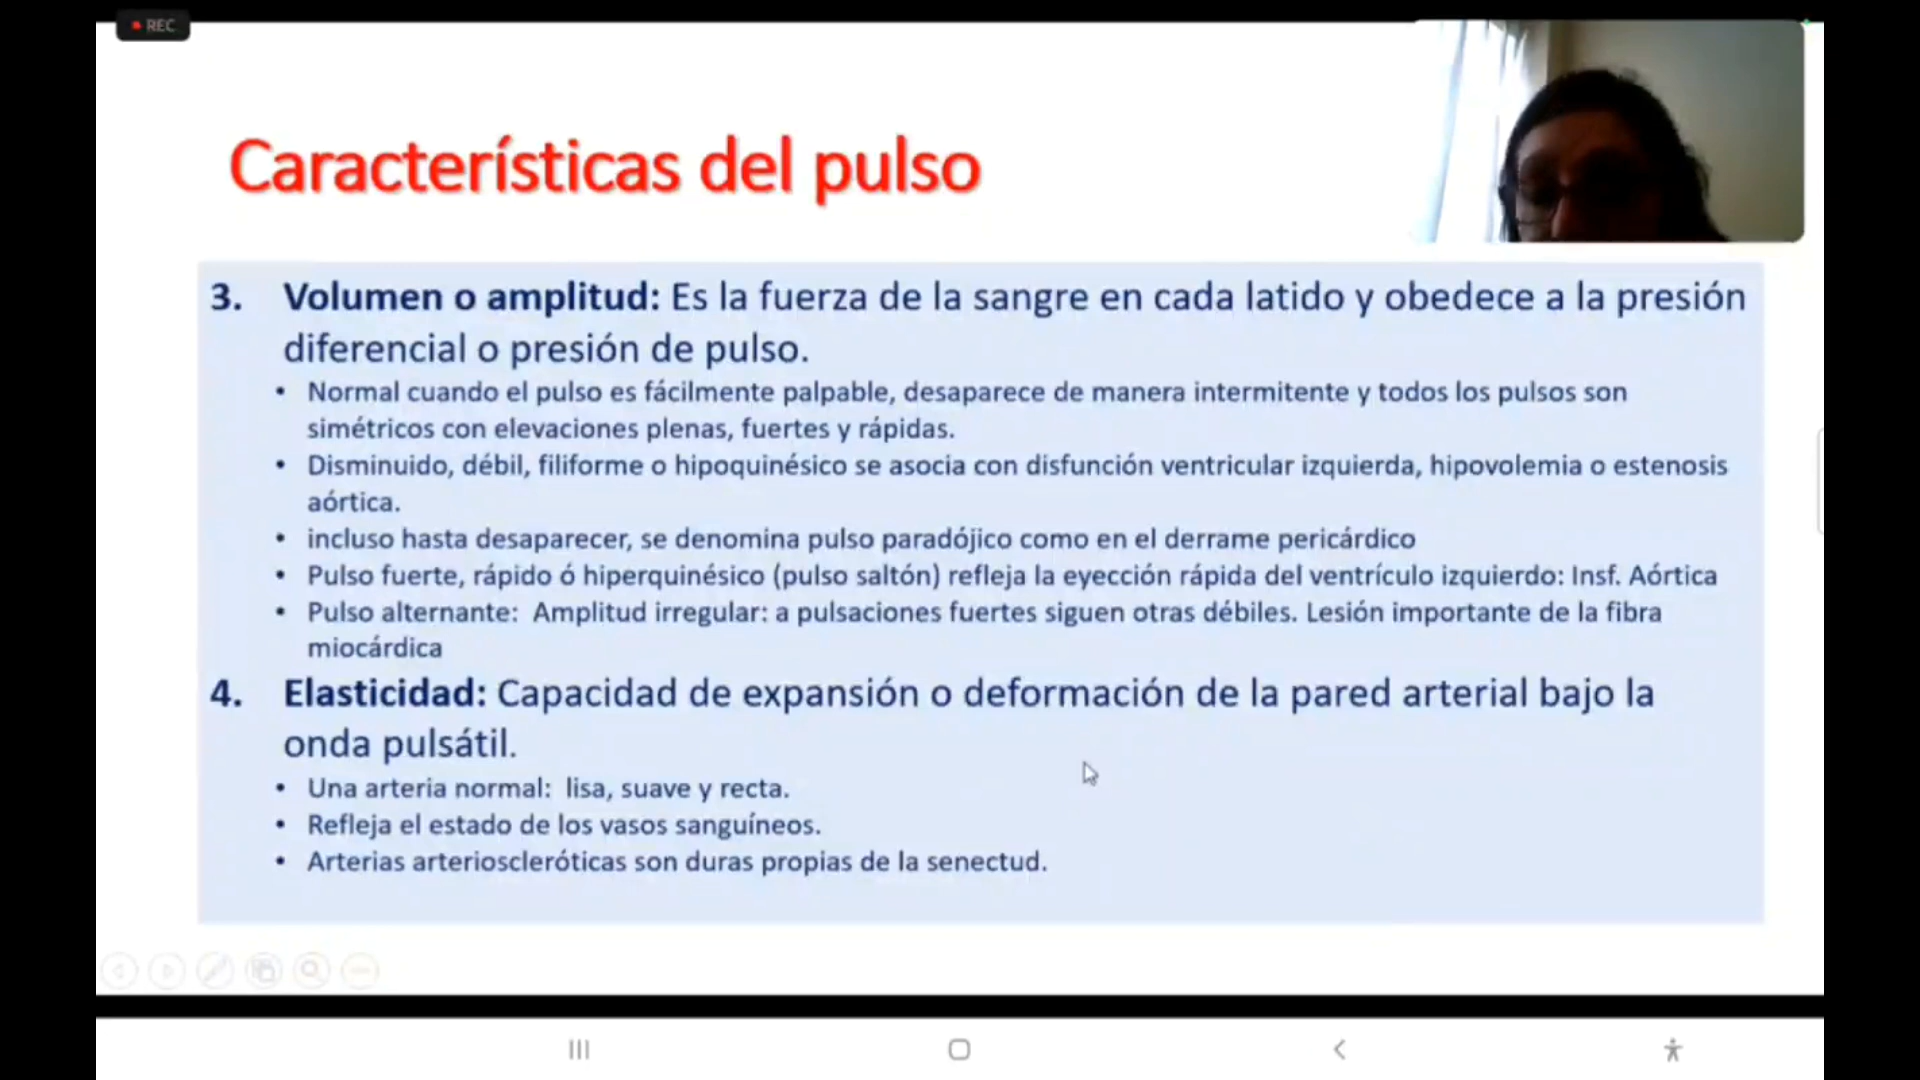 REC
Características del pulso
3. Volumen o amplitud: Es la fuerza de la sangre en cada latido y obedece a la presión
diferencial o presión de pulso.
• Normal cuando el pulso es fácilmente palpable, desaparece de manera intermitente y todos los pulsos son
simétricos con elevaciones plenas, fuertes y rápidas.
• Disminuido, débil, filiforme o hipoquinésico se asocia con disfunción ventricular izquierda, hipovolemia o estenosis
aórtica.
• incluso hasta desaparecer, se denomina pulso paradójico como en el derrame pericárdico
• Pulso fuerte, rápido ó hiperquinésico (pulso saltón) refleja la eyección rápida del ventrículo izquierdo: Insf. Aórtica
• Pulso alternante: Amplitud irregular: a pulsaciones fuertes siguen otras débiles. Lesión importante de la fibra
miocárdica
4. Elasticidad: Capacidad de expansión o deformación de la pared arterial bajo la
onda pulsátil.
• Una arteria normal: lisa, suave y recta.
• Refleja el estado de los vasos sanguíneos.
• Arterias arterioscleróticas son duras propias de la senectud.